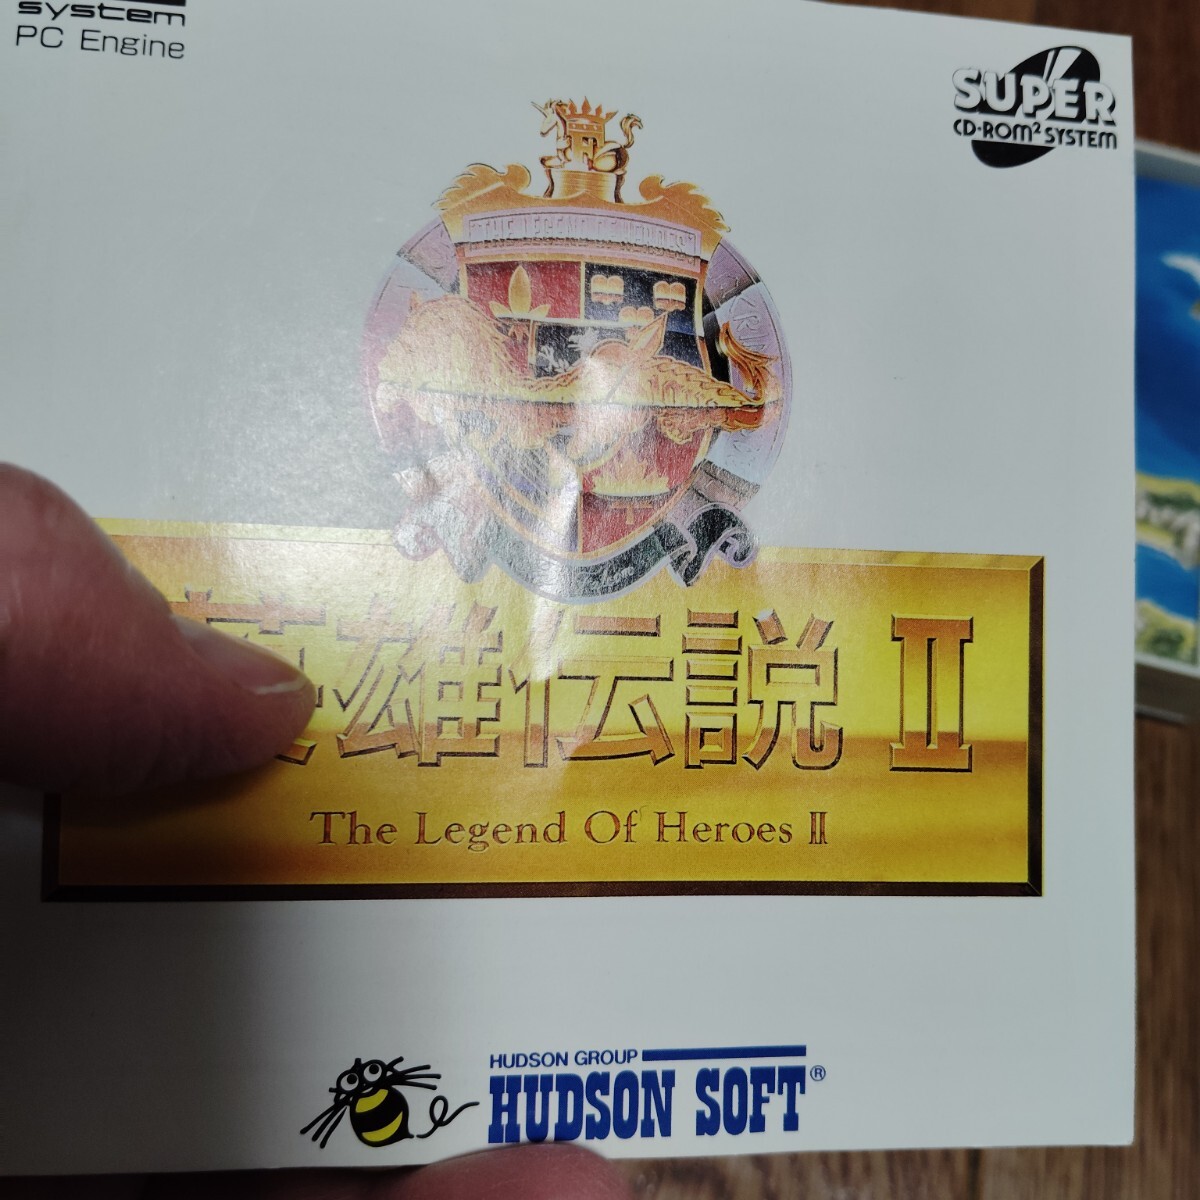 system
PC Engine
SUPER
CD-ROM² SYSTEM
THE LEGEND OF HEROES
英雄伝説 II
The Legend Of Heroes II
HUDSON GROUP
HUDSON SOFT®